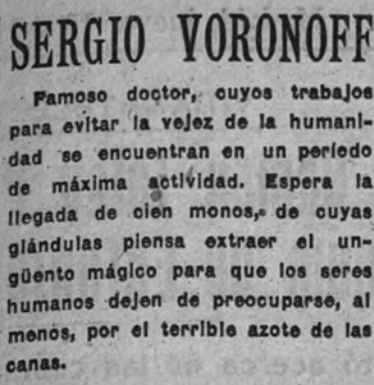 SERGIO VORONOFF
Famoso doctor, cuyos trabajos
para evitar la vejez de la humani-
dad se encuentran en un período
de máxima actividad. Espera la
llegada de cien monos, de cuyas
glándulas piensa extraer el un-
güento mágico para que los seres
humanos dejen de preocuparse, al
menos, por el terrible azote de las
canas.